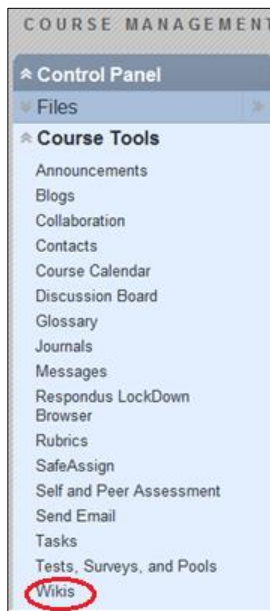 COURSE MANAGEMENT
Control Panel
Files
Course Tools
Announcements
Blogs
Collaboration
Contacts
Course Calendar
Discussion Board
Glossary
Journals
Messages
Respondus LockDown
Browser
Rubrics
SafeAssign
Self and Peer Assessment
Send Email
Tasks
Tests, Surveys, and Pools
Wikis